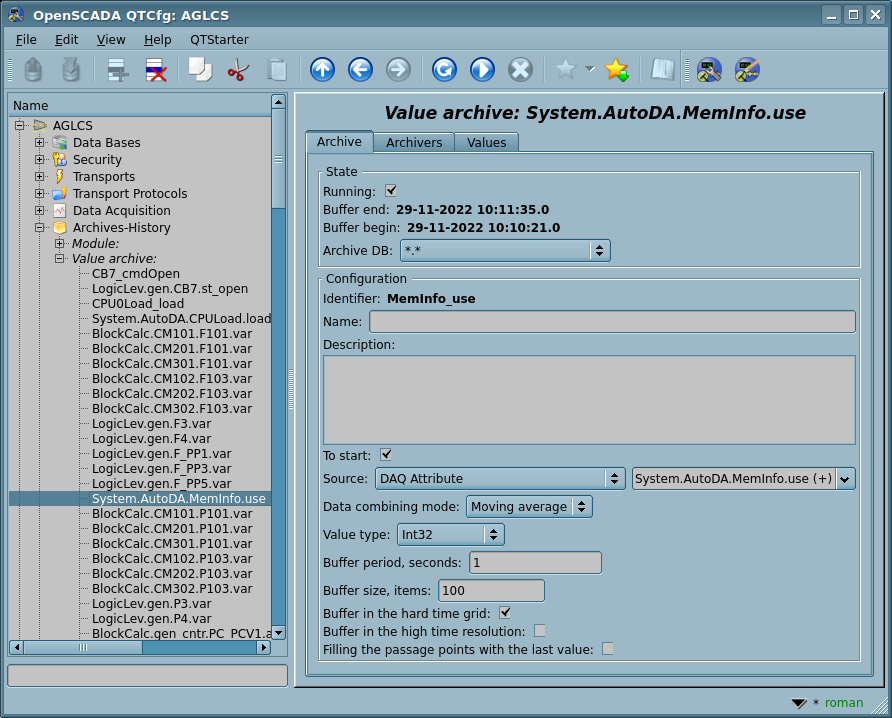 OpenSCADA QTCfg: AGLCS
File Edit View Help QTStarter
Name
AGLCS
Data Bases
Security
Transports
Transport Protocols
Data Acquisition
Archives-History
Module:
Value archive:
CB7_cmdOpen
LogicLev.gen.CB7.st_open
CPU0Load_load
System.AutoDA.CPULoad.load
BlockCalc.CM101.F101.var
BlockCalc.CM201.F101.var
BlockCalc.CM301.F101.var
BlockCalc.CM102.F103.var
BlockCalc.CM202.F103.var
BlockCalc.CM302.F103.var
LogicLev.gen.F3.var
LogicLev.gen.F4.var
LogicLev.gen.F_PP1.var
LogicLev.gen.F_PP3.var
LogicLev.gen.F_PP5.var
System.AutoDA.MemInfo.use
BlockCalc.CM101.P101.var
BlockCalc.CM201.P101.var
BlockCalc.CM301.P101.var
BlockCalc.CM102.P103.var
BlockCalc.CM202.P103.var
BlockCalc.CM302.P103.var
LogicLev.gen.P3.var
LogicLev.gen.P4.var
BlockCalc.gen_cntr.PC_PCV1.a
Value archive: System.AutoDA.MemInfo.use
Archive Archivers Values
State
Running:
Buffer end: 29-11-2022 10:11:35.0
Buffer begin: 29-11-2022 10:10:21.0
Archive DB: *.*
Configuration
Identifier: MemInfo_use
Name:
Description:
To start:
Source: DAQ Attribute System.AutoDA.MemInfo.use (+)
Data combining mode: Moving average
Value type: Int32
Buffer period, seconds: 1
Buffer size, items: 100
Buffer in the hard time grid:
Buffer in the high time resolution:
Filling the passage points with the last value:
* roman